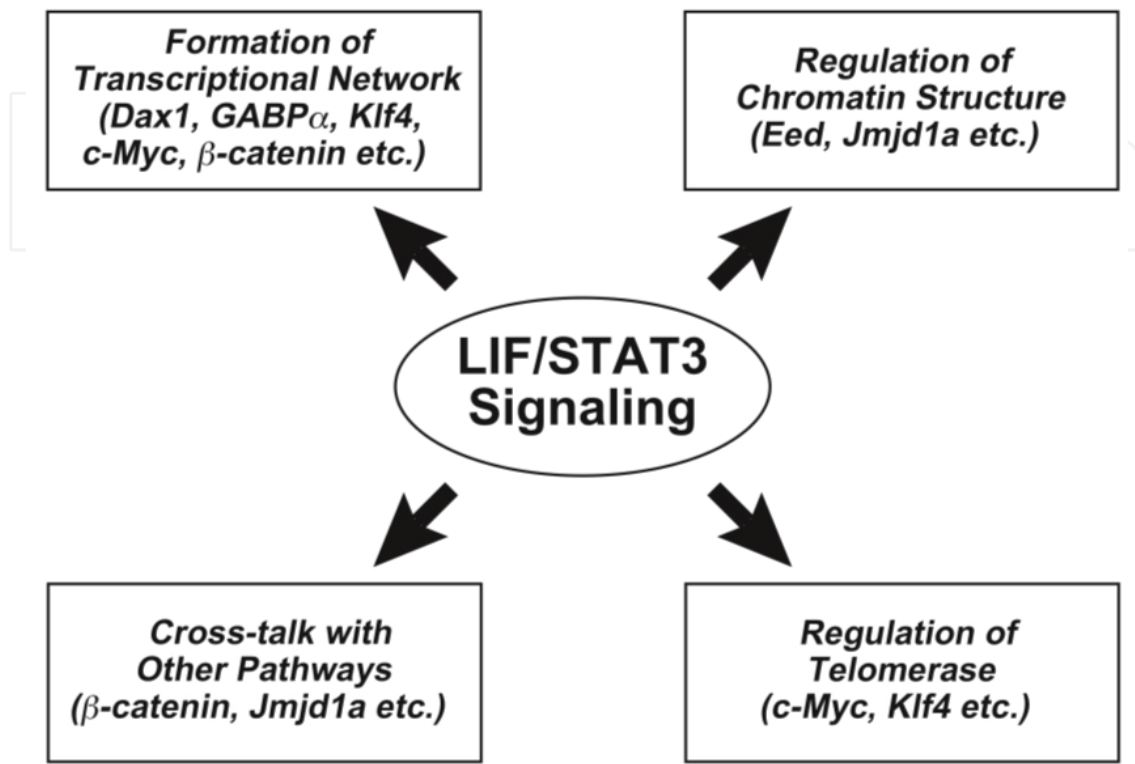 Formation of
Transcriptional Network
(Dax1, GABPα, Klf4,
c-Myc, β-catenin etc.)
Regulation of
Chromatin Structure
(Eed, Jmjd1a etc.)
LIF/STAT3
Signaling
Cross-talk with
Other Pathways
(β-catenin, Jmjd1a etc.)
Regulation of
Telomerase
(c-Myc, Klf4 etc.)